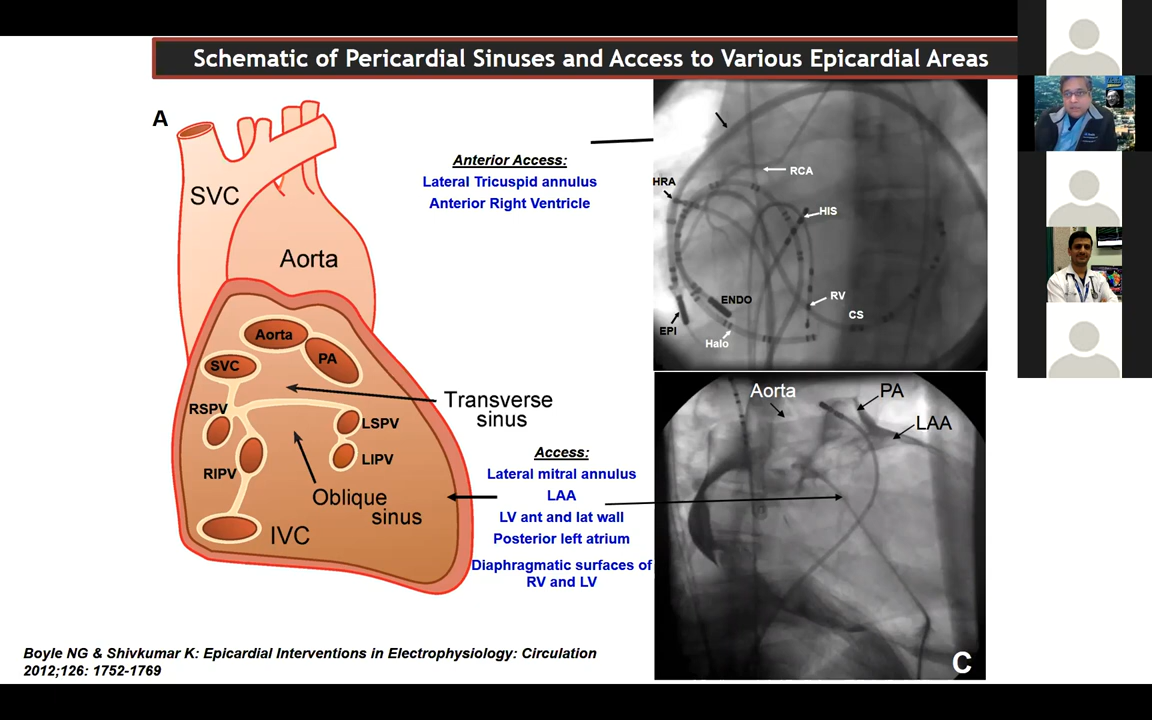 Schematic of Pericardial Sinuses and Access to Various Epicardial Areas
A
SVC
Aorta
Aorta
PA
SVC
RSPV
LSPV
RIPV
LIPV
Transverse
sinus
Oblique
sinus
IVC
Anterior Access:
Lateral Tricuspid annulus
Anterior Right Ventricle
Access:
Lateral mitral annulus
LAA
LV ant and lat wall
Posterior left atrium
Diaphragmatic surfaces of
RV and LV
RCA
HRA
HIS
ENDO
RV
CS
EPI
Halo
Aorta
PA
LAA
C
Boyle NG & Shivkumar K: Epicardial Interventions in Electrophysiology: Circulation
2012;126: 1752-1769